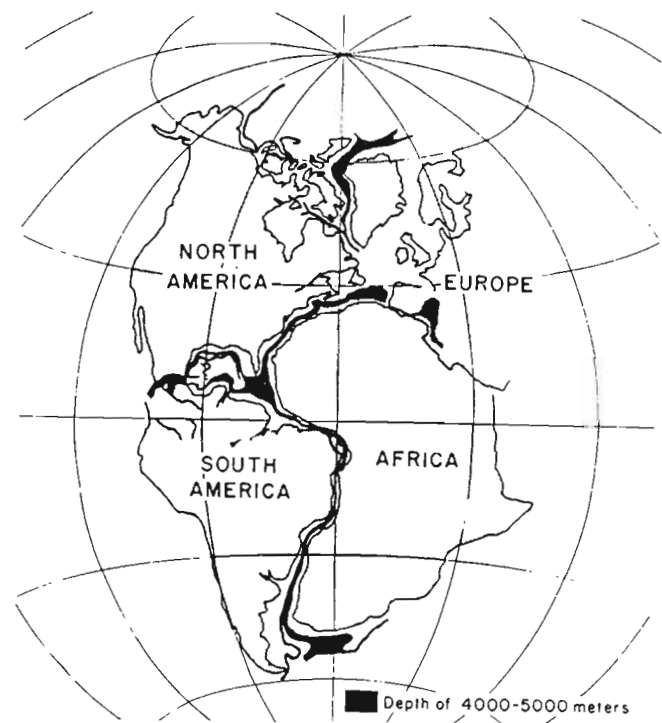 NORTH
AMERICA
EUROPE
SOUTH
AMERICA
AFRICA
Depth of 4000-5000 meters